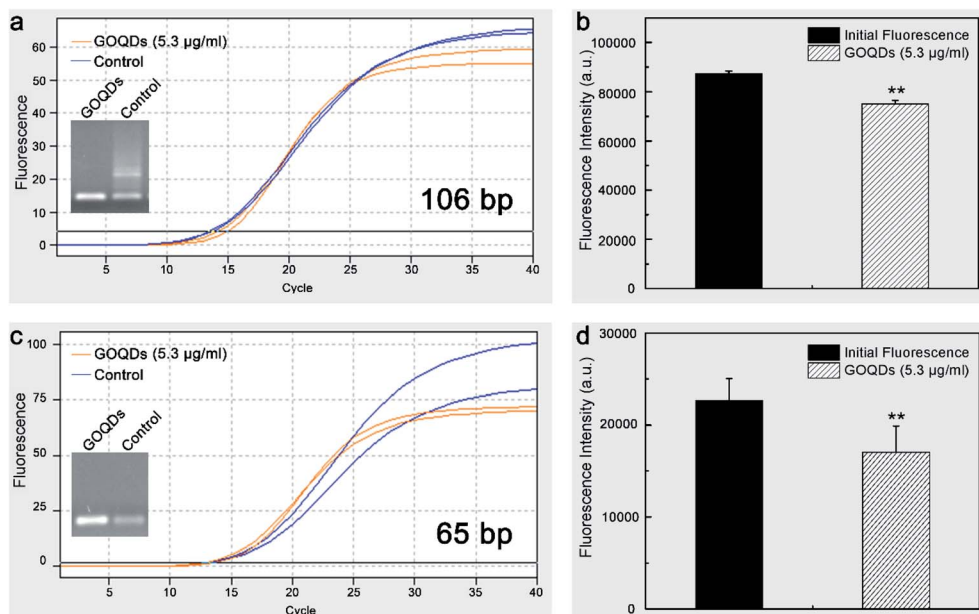 a
GOQDs (5.3 µg/ml)
Control
GOQDs
Control
106 bp
Fluorescence
60
50
40
30
20
10
0
5 10 15 20 25 30 35 40
Cycle
b
Initial Fluorescence
GOQDs (5.3 µg/ml)
**
Fluorescence Intensity (a.u.)
100000
80000
60000
40000
20000
0
c
GOQDs (5.3 µg/ml)
Control
GOQDs
Control
65 bp
Fluorescence
100
75
50
25
0
5 10 15 20 25 30 35 40
Cycle
d
Initial Fluorescence
GOQDs (5.3 µg/ml)
**
Fluorescence Intensity (a.u.)
30000
20000
10000
0